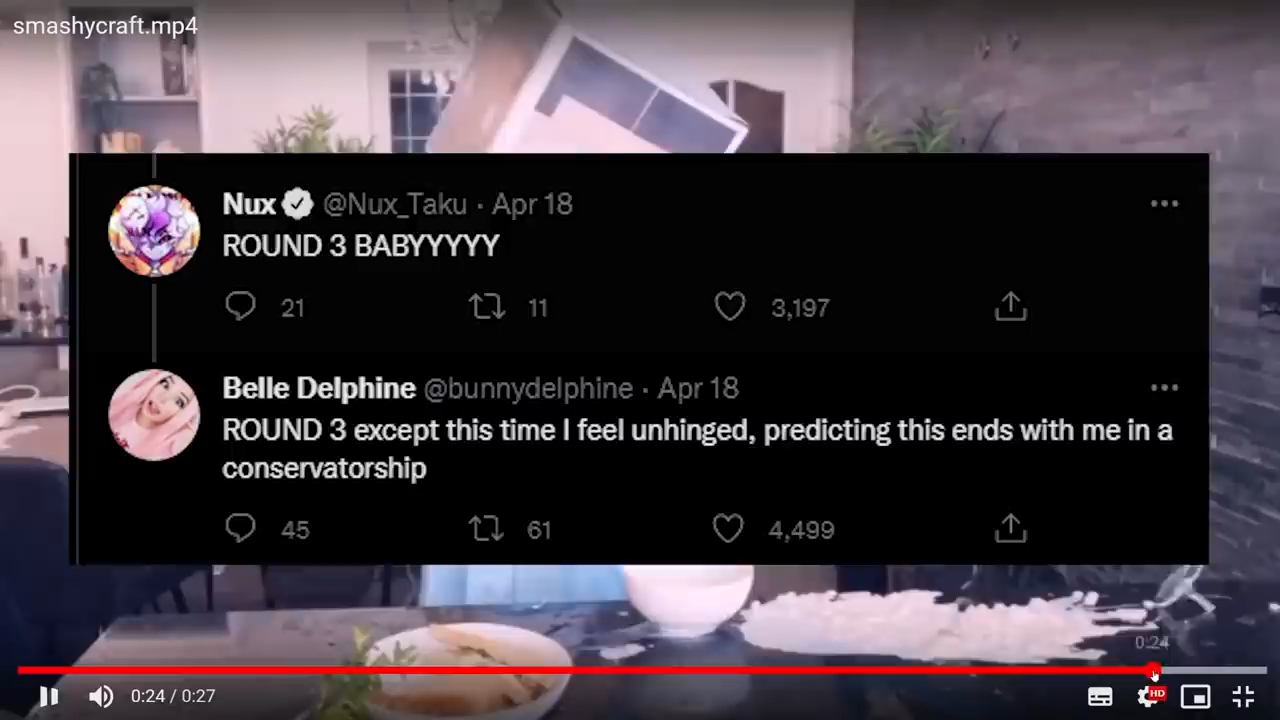 smashycraft.mp4
Nux @Nux_Taku · Apr 18
ROUND 3 BABYYYYY
21 11 3,197
Belle Delphine @bunnydelphine · Apr 18
ROUND 3 except this time I feel unhinged, predicting this ends with me in a
conservatorship
45 61 4,499
0:24
0:24 / 0:27
HD